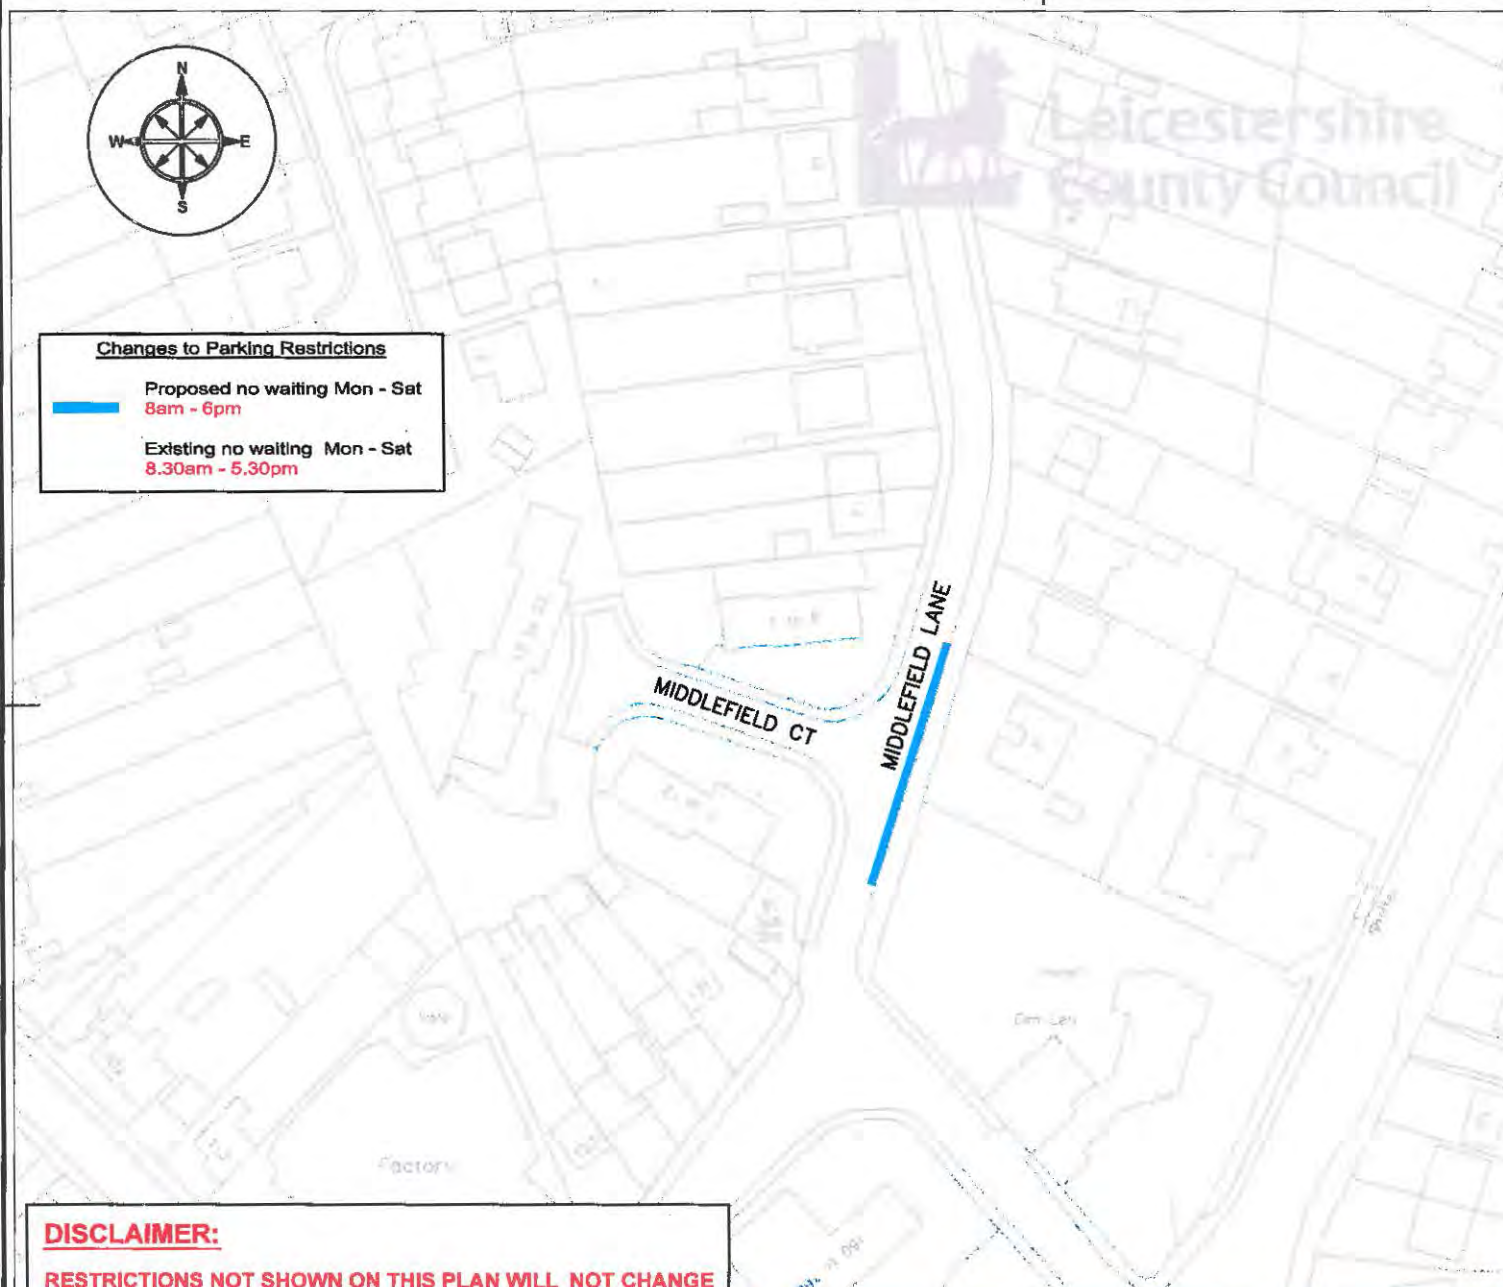 N
W
E
S
Leicestershire
County Council
Changes to Parking Restrictions
Proposed no waiting Mon - Sat
8am - 6pm
Existing no waiting Mon - Sat
8.30am - 5.30pm
MIDDLEFIELD LANE
MIDDLEFIELD CT
Factory
DISCLAIMER:
RESTRICTIONS NOT SHOWN ON THIS PLAN WILL NOT CHANGE